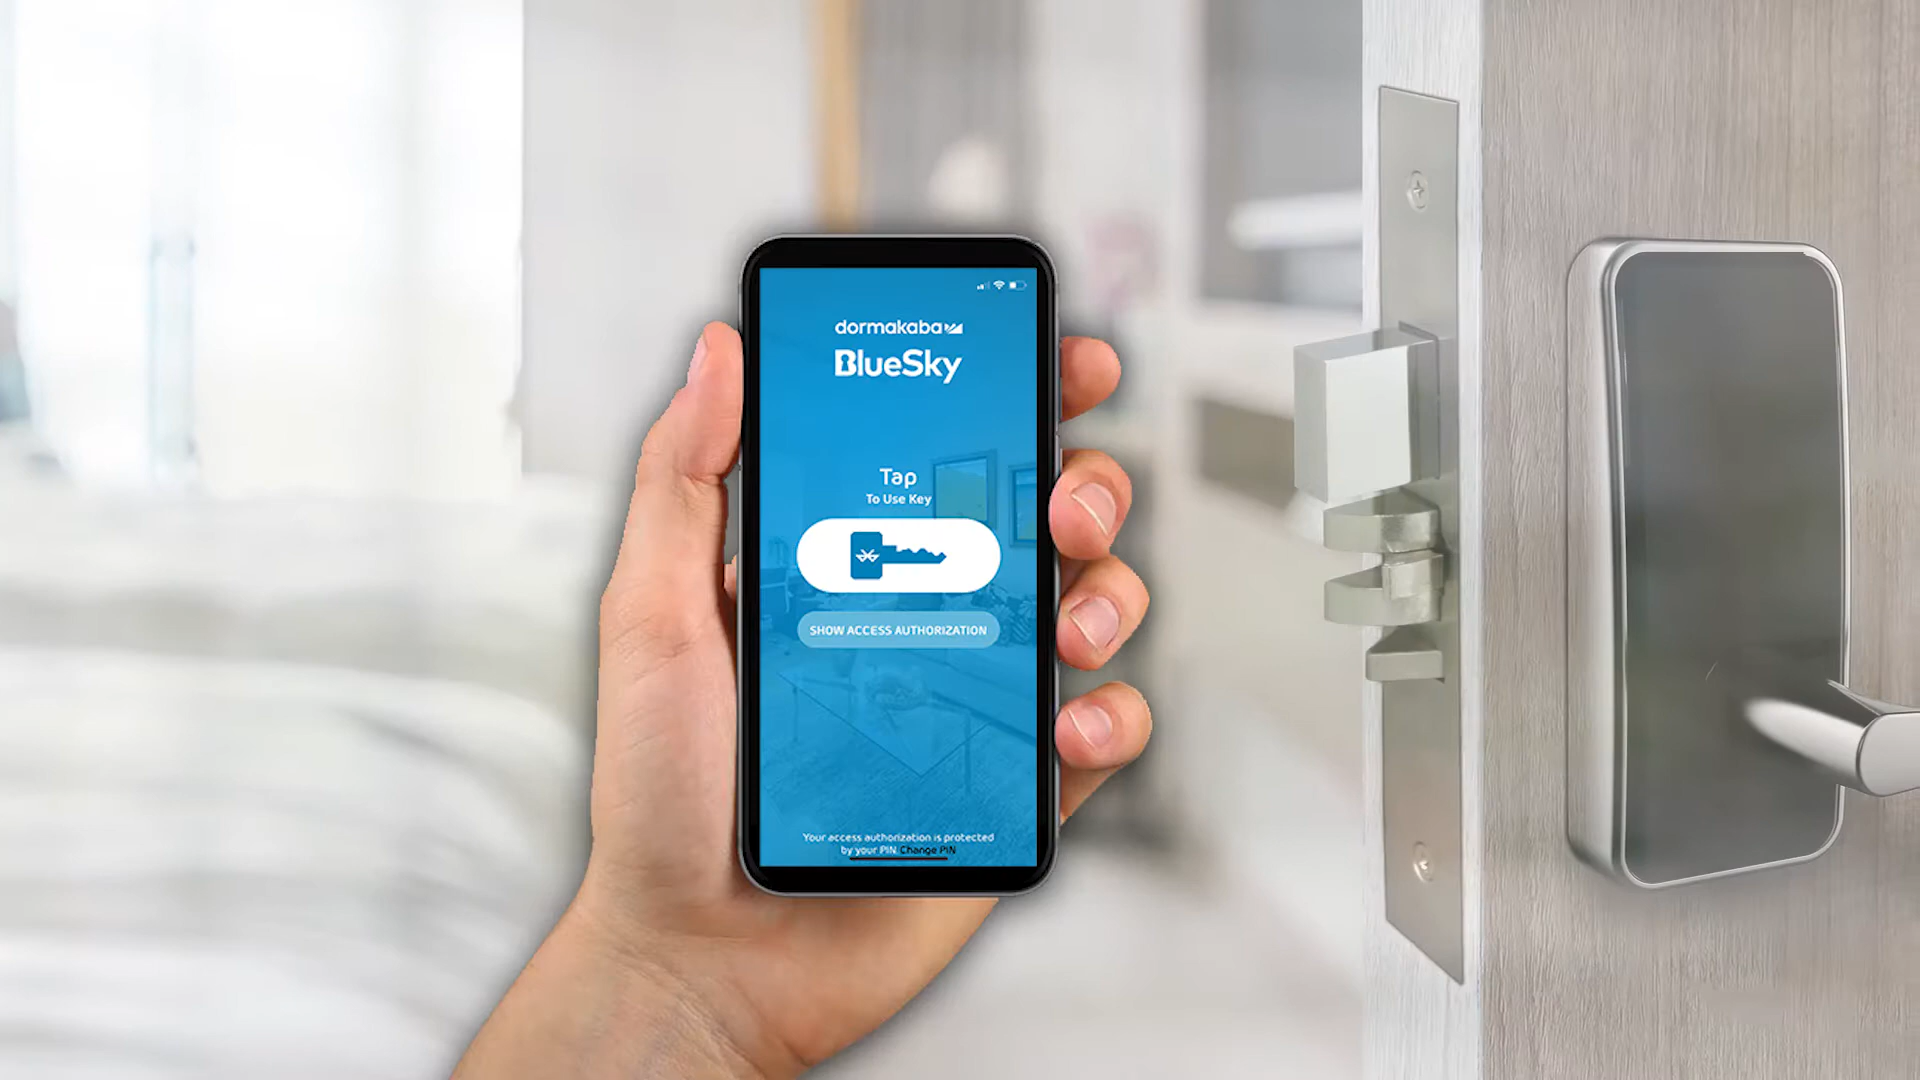 dormakaba
BlueSky
Tap
To Use Key
SHOW ACCESS AUTHORIZATION
Your access authorization is protected
by your PIN Change PIN